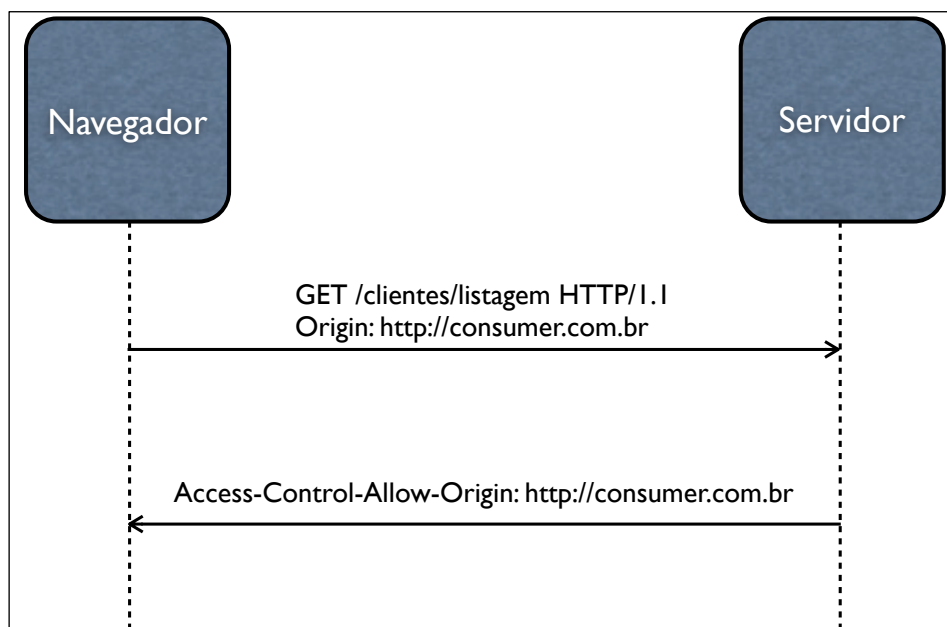 Navegador
Servidor
GET /clientes/listagem HTTP/1.1
Origin: http://consumer.com.br
Access-Control-Allow-Origin: http://consumer.com.br